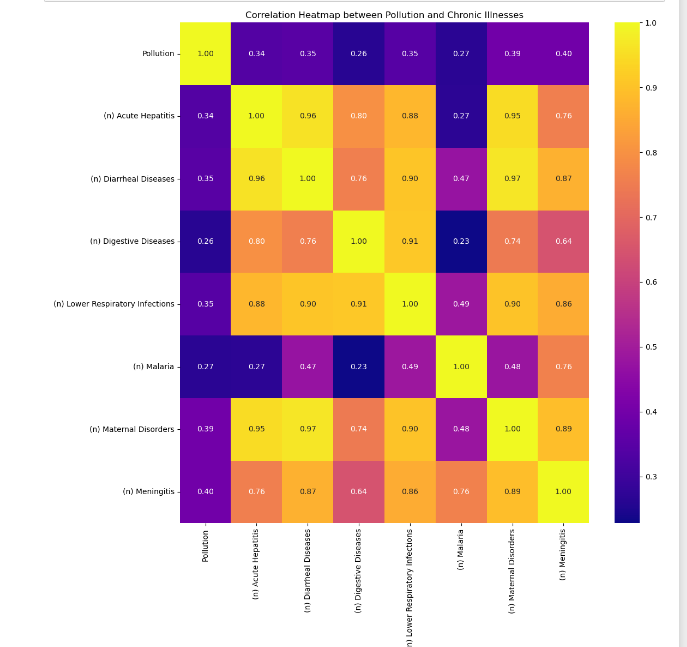 Correlation Heatmap between Pollution and Chronic Illnesses
Pollution 1.00 0.34 0.35 0.26 0.35 0.27 0.39 0.40
(n) Acute Hepatitis 0.34 1.00 0.96 0.80 0.88 0.27 0.95 0.76
(n) Diarrheal Diseases 0.35 0.96 1.00 0.76 0.90 0.47 0.97 0.87
(n) Digestive Diseases 0.26 0.80 0.76 1.00 0.91 0.23 0.74 0.64
(n) Lower Respiratory Infections 0.35 0.88 0.90 0.91 1.00 0.49 0.90 0.86
(n) Malaria 0.27 0.27 0.47 0.23 0.49 1.00 0.48 0.76
(n) Maternal Disorders 0.39 0.95 0.97 0.74 0.90 0.48 1.00 0.89
(n) Meningitis 0.40 0.76 0.87 0.64 0.86 0.76 0.89 1.00
Pollution
(n) Acute Hepatitis
(n) Diarrheal Diseases
(n) Digestive Diseases
n) Lower Respiratory Infections
(n) Malaria
(n) Maternal Disorders
(n) Meningitis
1.0
0.9
0.8
0.7
0.6
0.5
0.4
0.3